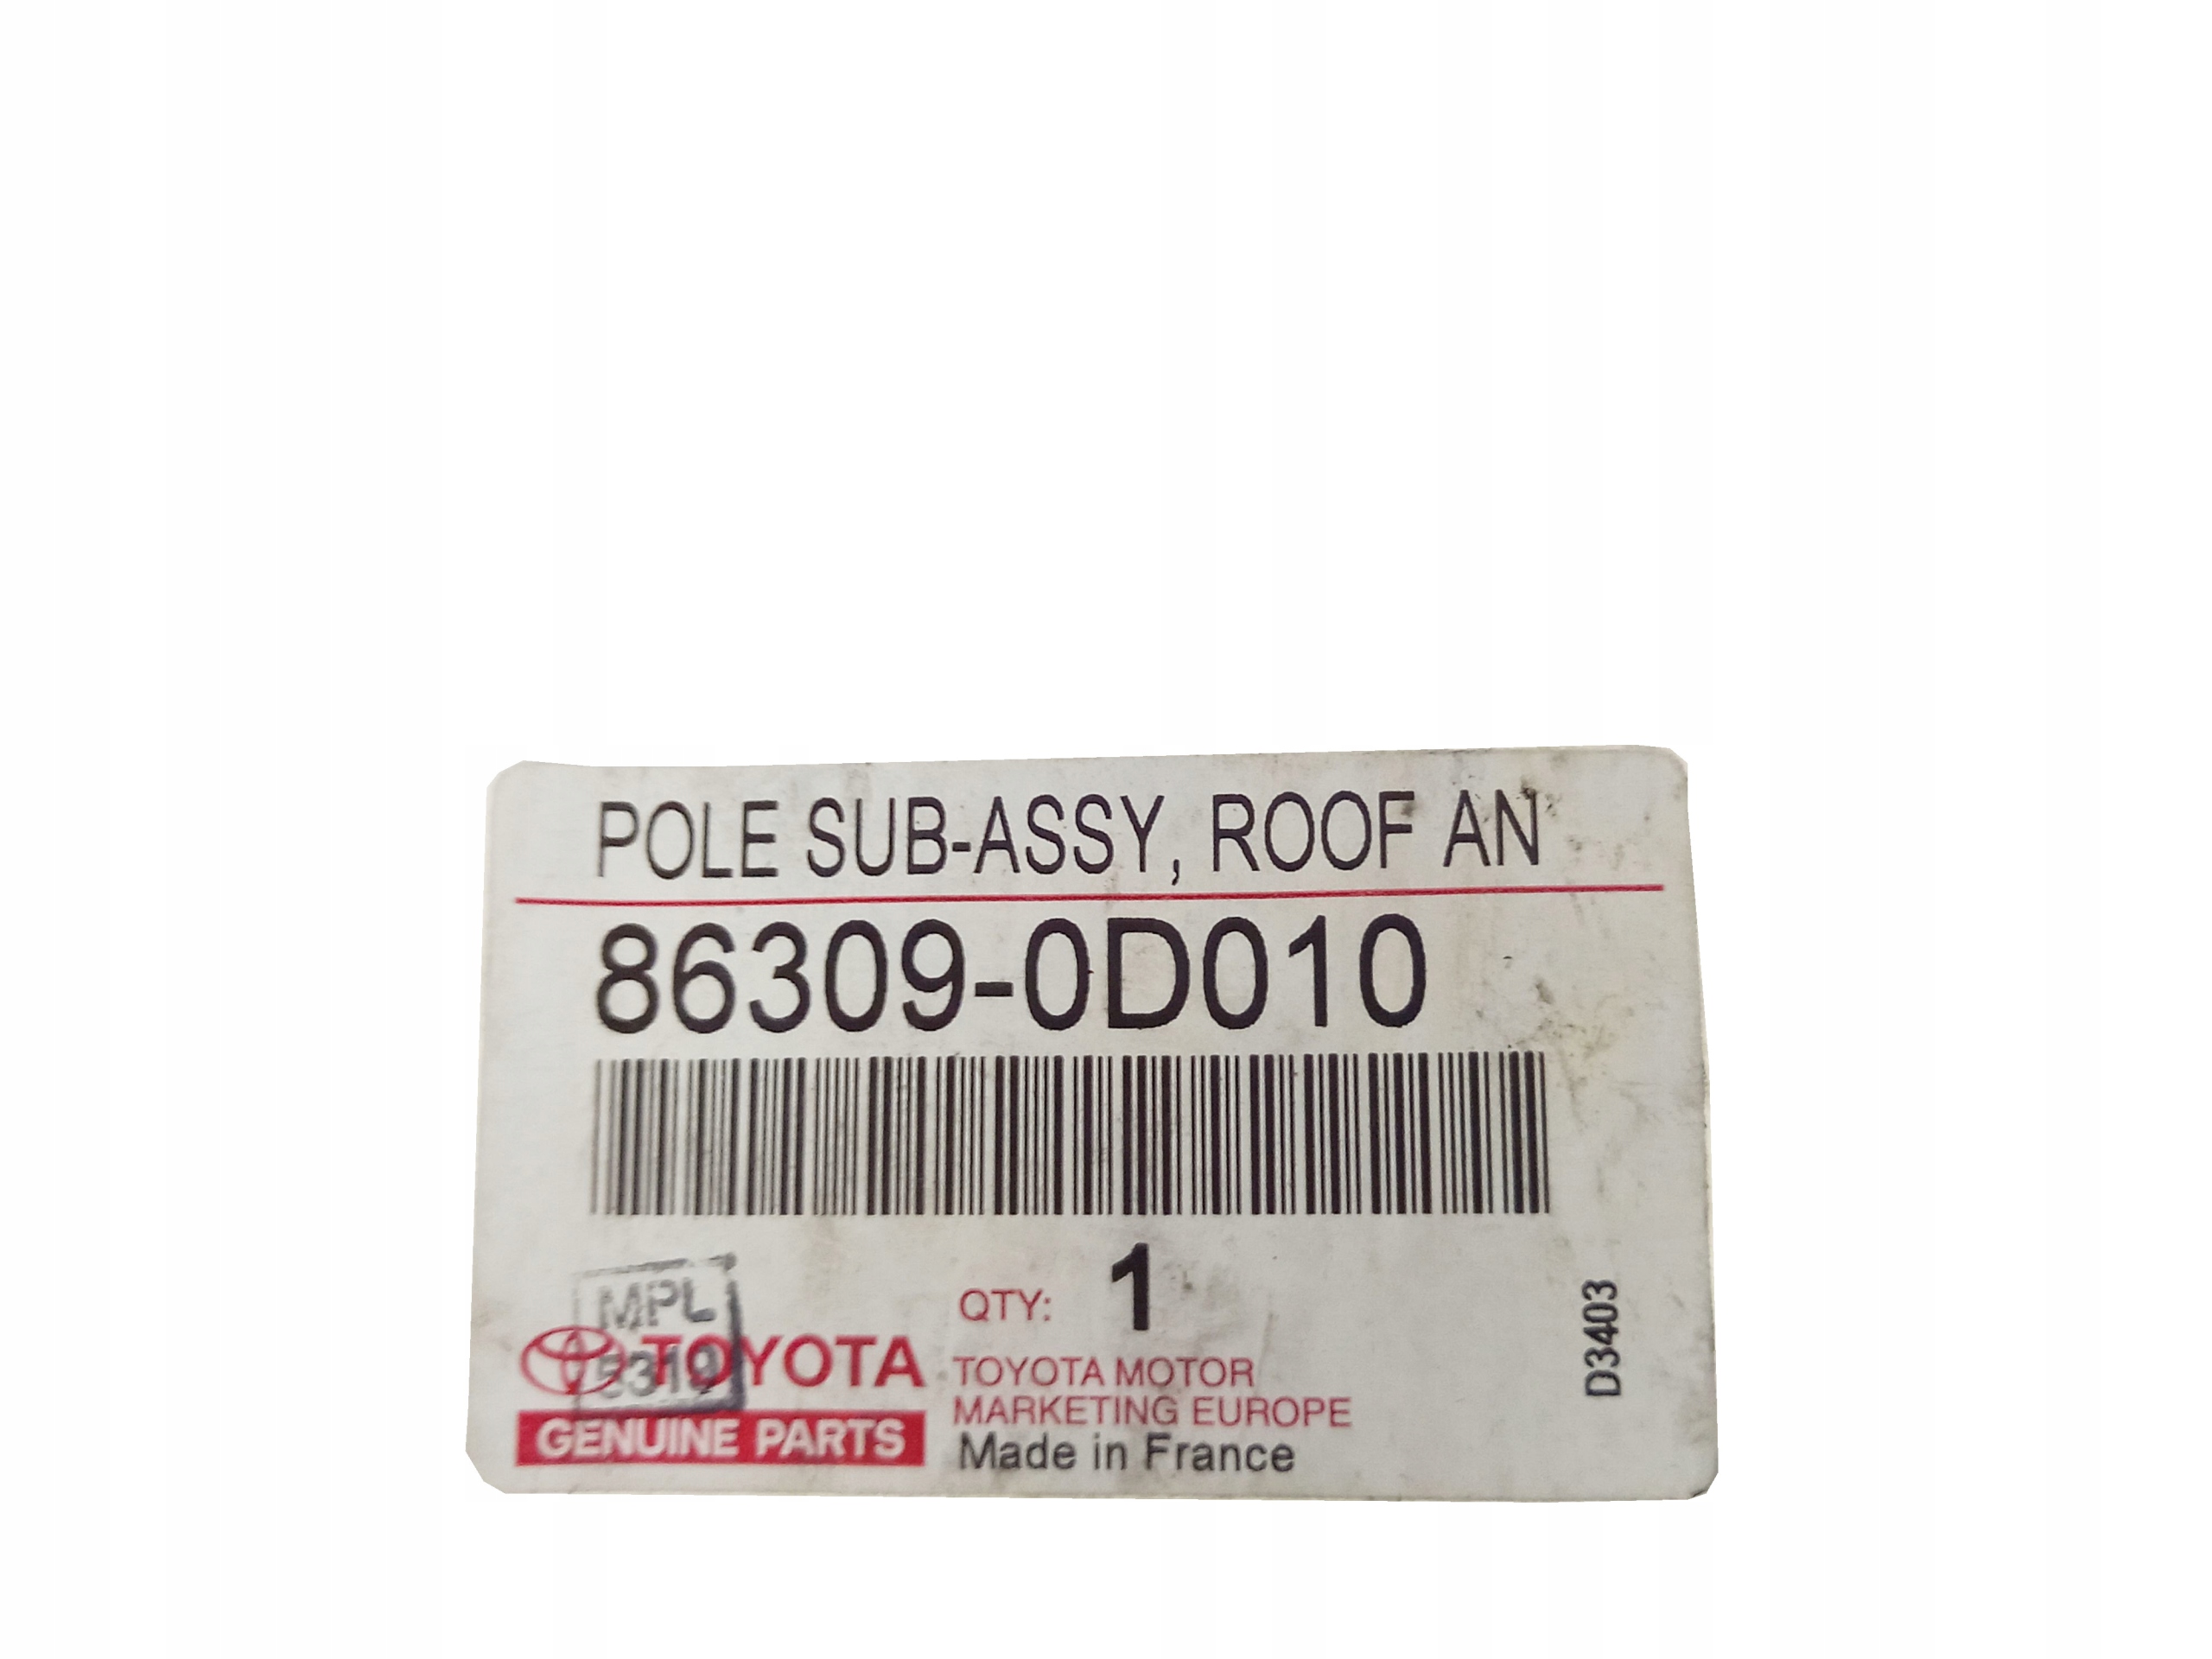 POLE SUB-ASSY, ROOF AN
86309-0D010
QTY: 1
MPL
5319
TOYOTA
GENUINE PARTS
TOYOTA MOTOR
MARKETING EUROPE
Made in France
D3403